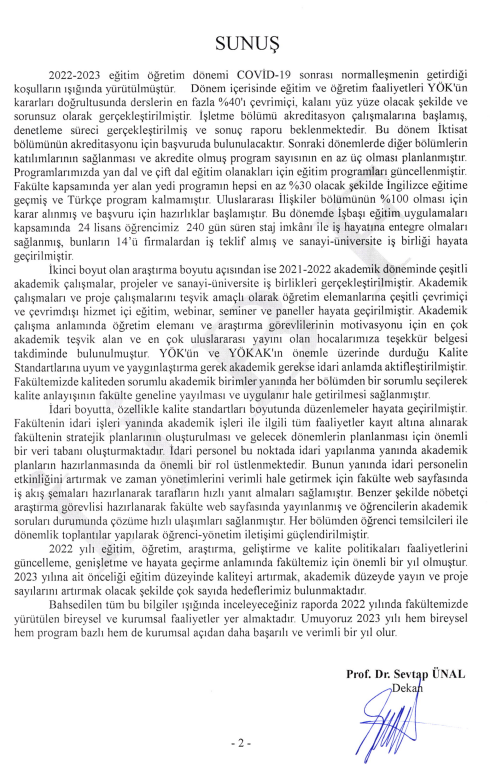 SUNUŞ
2022-2023 eğitim öğretim dönemi COVİD-19 sonrası normalleşmenin getirdiği
koşulların ışığında yürütülmüştür. Dönem içerisinde eğitim ve öğretim faaliyetleri YÖK'ün
kararları doğrultusunda derslerin en fazla %40'ı çevrimiçi, kalanı yüz yüze olacak şekilde ve
sorunsuz olarak gerçekleştirilmiştir. İşletme bölümü akreditasyon çalışmalarına başlamış,
denetleme süreci gerçekleştirilmiş ve sonuç raporu beklenmektedir. Bu dönem İktisat
bölümünün akreditasyonu için başvuruda bulunulacaktır. Sonraki dönemlerde diğer bölümlerin
katılımlarının sağlanması ve akredite olmuş program sayısının en az üç olması planlanmıştır.
Programlarımızda yan dal ve çift dal eğitim olanakları için eğitim programları güncellenmiştir.
Fakülte kapsamında yer alan yedi programın hepsi en az %30 olacak şekilde İngilizce eğitime
geçmiş ve Türkçe program kalmamıştır. Uluslararası İlişkiler bölümünün %100 olması için
karar alınmış ve başvuru için hazırlıklar başlamıştır. Bu dönemde İşbaşı eğitim uygulamaları
kapsamında 24 lisans öğrencimiz 240 gün süren staj imkânı ile iş hayatına entegre olmaları
sağlanmış, bunların 14'ü firmalardan iş teklif almış ve sanayi-üniversite iş birliği hayata
geçirilmiştir.
İkinci boyut olan araştırma boyutu açısından ise 2021-2022 akademik döneminde çeşitli
akademik çalışmalar, projeler ve sanayi-üniversite iş birlikleri gerçekleştirilmiştir. Akademik
çalışmaları ve proje çalışmalarını teşvik amaçlı olarak öğretim elemanlarına çeşitli çevrimiçi
ve çevrimdışı hizmet içi eğitim, webinar, seminer ve paneller hayata geçirilmiştir. Akademik
çalışma anlamında öğretim elemanı ve araştırma görevlilerinin motivasyonu için en çok
akademik teşvik alan ve en çok uluslararası yayını olan hocalarımıza teşekkür belgesi
takdiminde bulunulmuştur. YÖK'ün ve YÖKAK'ın önemle üzerinde durduğu Kalite
Standartlarına uyum ve yaygınlaştırma gerek akademik gerekse idari anlamda aktifleştirilmiştir.
Fakültemizde kaliteden sorumlu akademik birimler yanında her bölümden bir sorumlu seçilerek
kalite anlayışının fakülte geneline yayılması ve uygulanır hale getirilmesi sağlanmıştır.
İdari boyutta, özellikle kalite standartları boyutunda düzenlemeler hayata geçirilmiştir.
Fakültenin idari işleri yanında akademik işleri ile ilgili tüm faaliyetler kayıt altına alınarak
fakültenin stratejik planlarının oluşturulması ve gelecek dönemlerin planlanması için önemli
bir veri tabanı oluşturmaktadır. İdari personel bu noktada idari yapılanma yanında akademik
planların hazırlanmasında da önemli bir rol üstlenmektedir. Bunun yanında idari personelin
etkinliğini artırmak ve zaman yönetimlerini verimli hale getirmek için fakülte web sayfasında
iş akış şemaları hazırlanarak tarafların hızlı yanıt almaları sağlamıştır. Benzer şekilde nöbetçi
araştırma görevlisi hazırlanarak fakülte web sayfasında yayınlanmış ve öğrencilerin akademik
soruları durumunda çözüme hızlı ulaşımları sağlanmıştır. Her bölümden öğrenci temsilcileri ile
dönemlik toplantılar yapılarak öğrenci-yönetim iletişimi güçlendirilmiştir.
2022 yılı eğitim, öğretim, araştırma, geliştirme ve kalite politikaları faaliyetlerini
güncelleme, genişletme ve hayata geçirme anlamında fakültemiz için önemli bir yıl olmuştur.
2023 yılına ait önceliği eğitim düzeyinde kaliteyi artırmak, akademik düzeyde yayın ve proje
sayılarını artırmak olacak şekilde çok sayıda hedeflerimiz bulunmaktadır.
Bahsedilen tüm bu bilgiler ışığında inceleyeceğiniz raporda 2022 yılında fakültemizde
yürütülen bireysel ve kurumsal faaliyetler yer almaktadır. Umuyoruz 2023 yılı hem bireysel
hem program bazlı hem de kurumsal açıdan daha başarılı ve verimli bir yıl olur.
Prof. Dr. Sevtap ÜNAL
Dekan
- 2 -